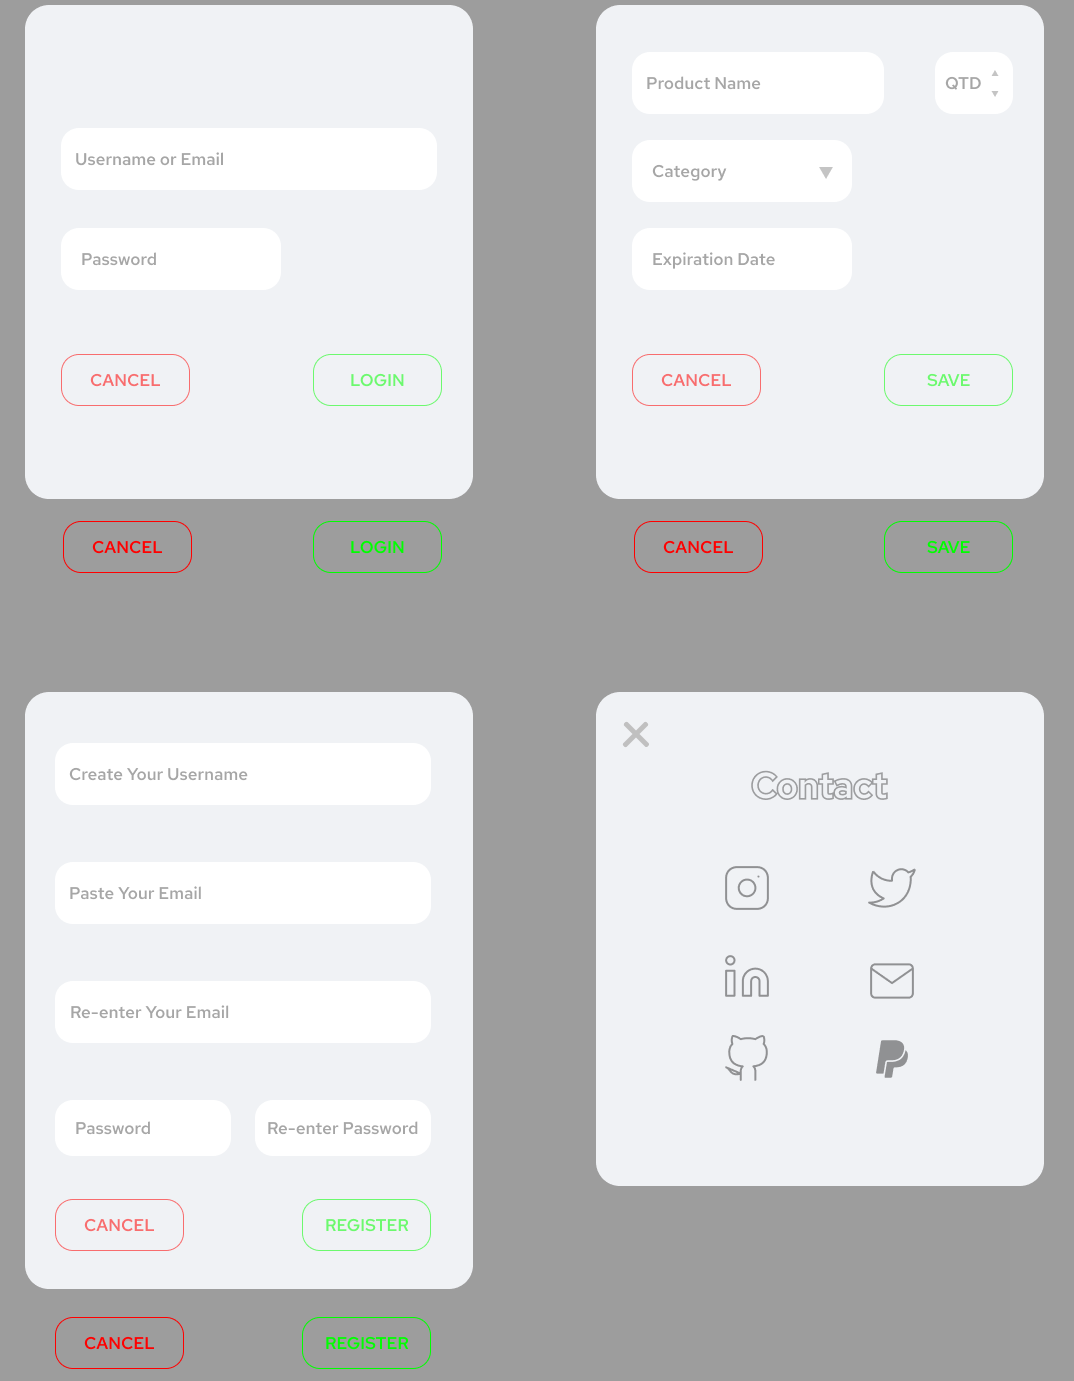 Username or Email
Password
CANCEL
LOGIN
CANCEL
LOGIN
Product Name
QTD
Category
Expiration Date
CANCEL
SAVE
CANCEL
SAVE
Create Your Username
Paste Your Email
Re-enter Your Email
Password
Re-enter Password
CANCEL
REGISTER
CANCEL
REGISTER
Contact
in